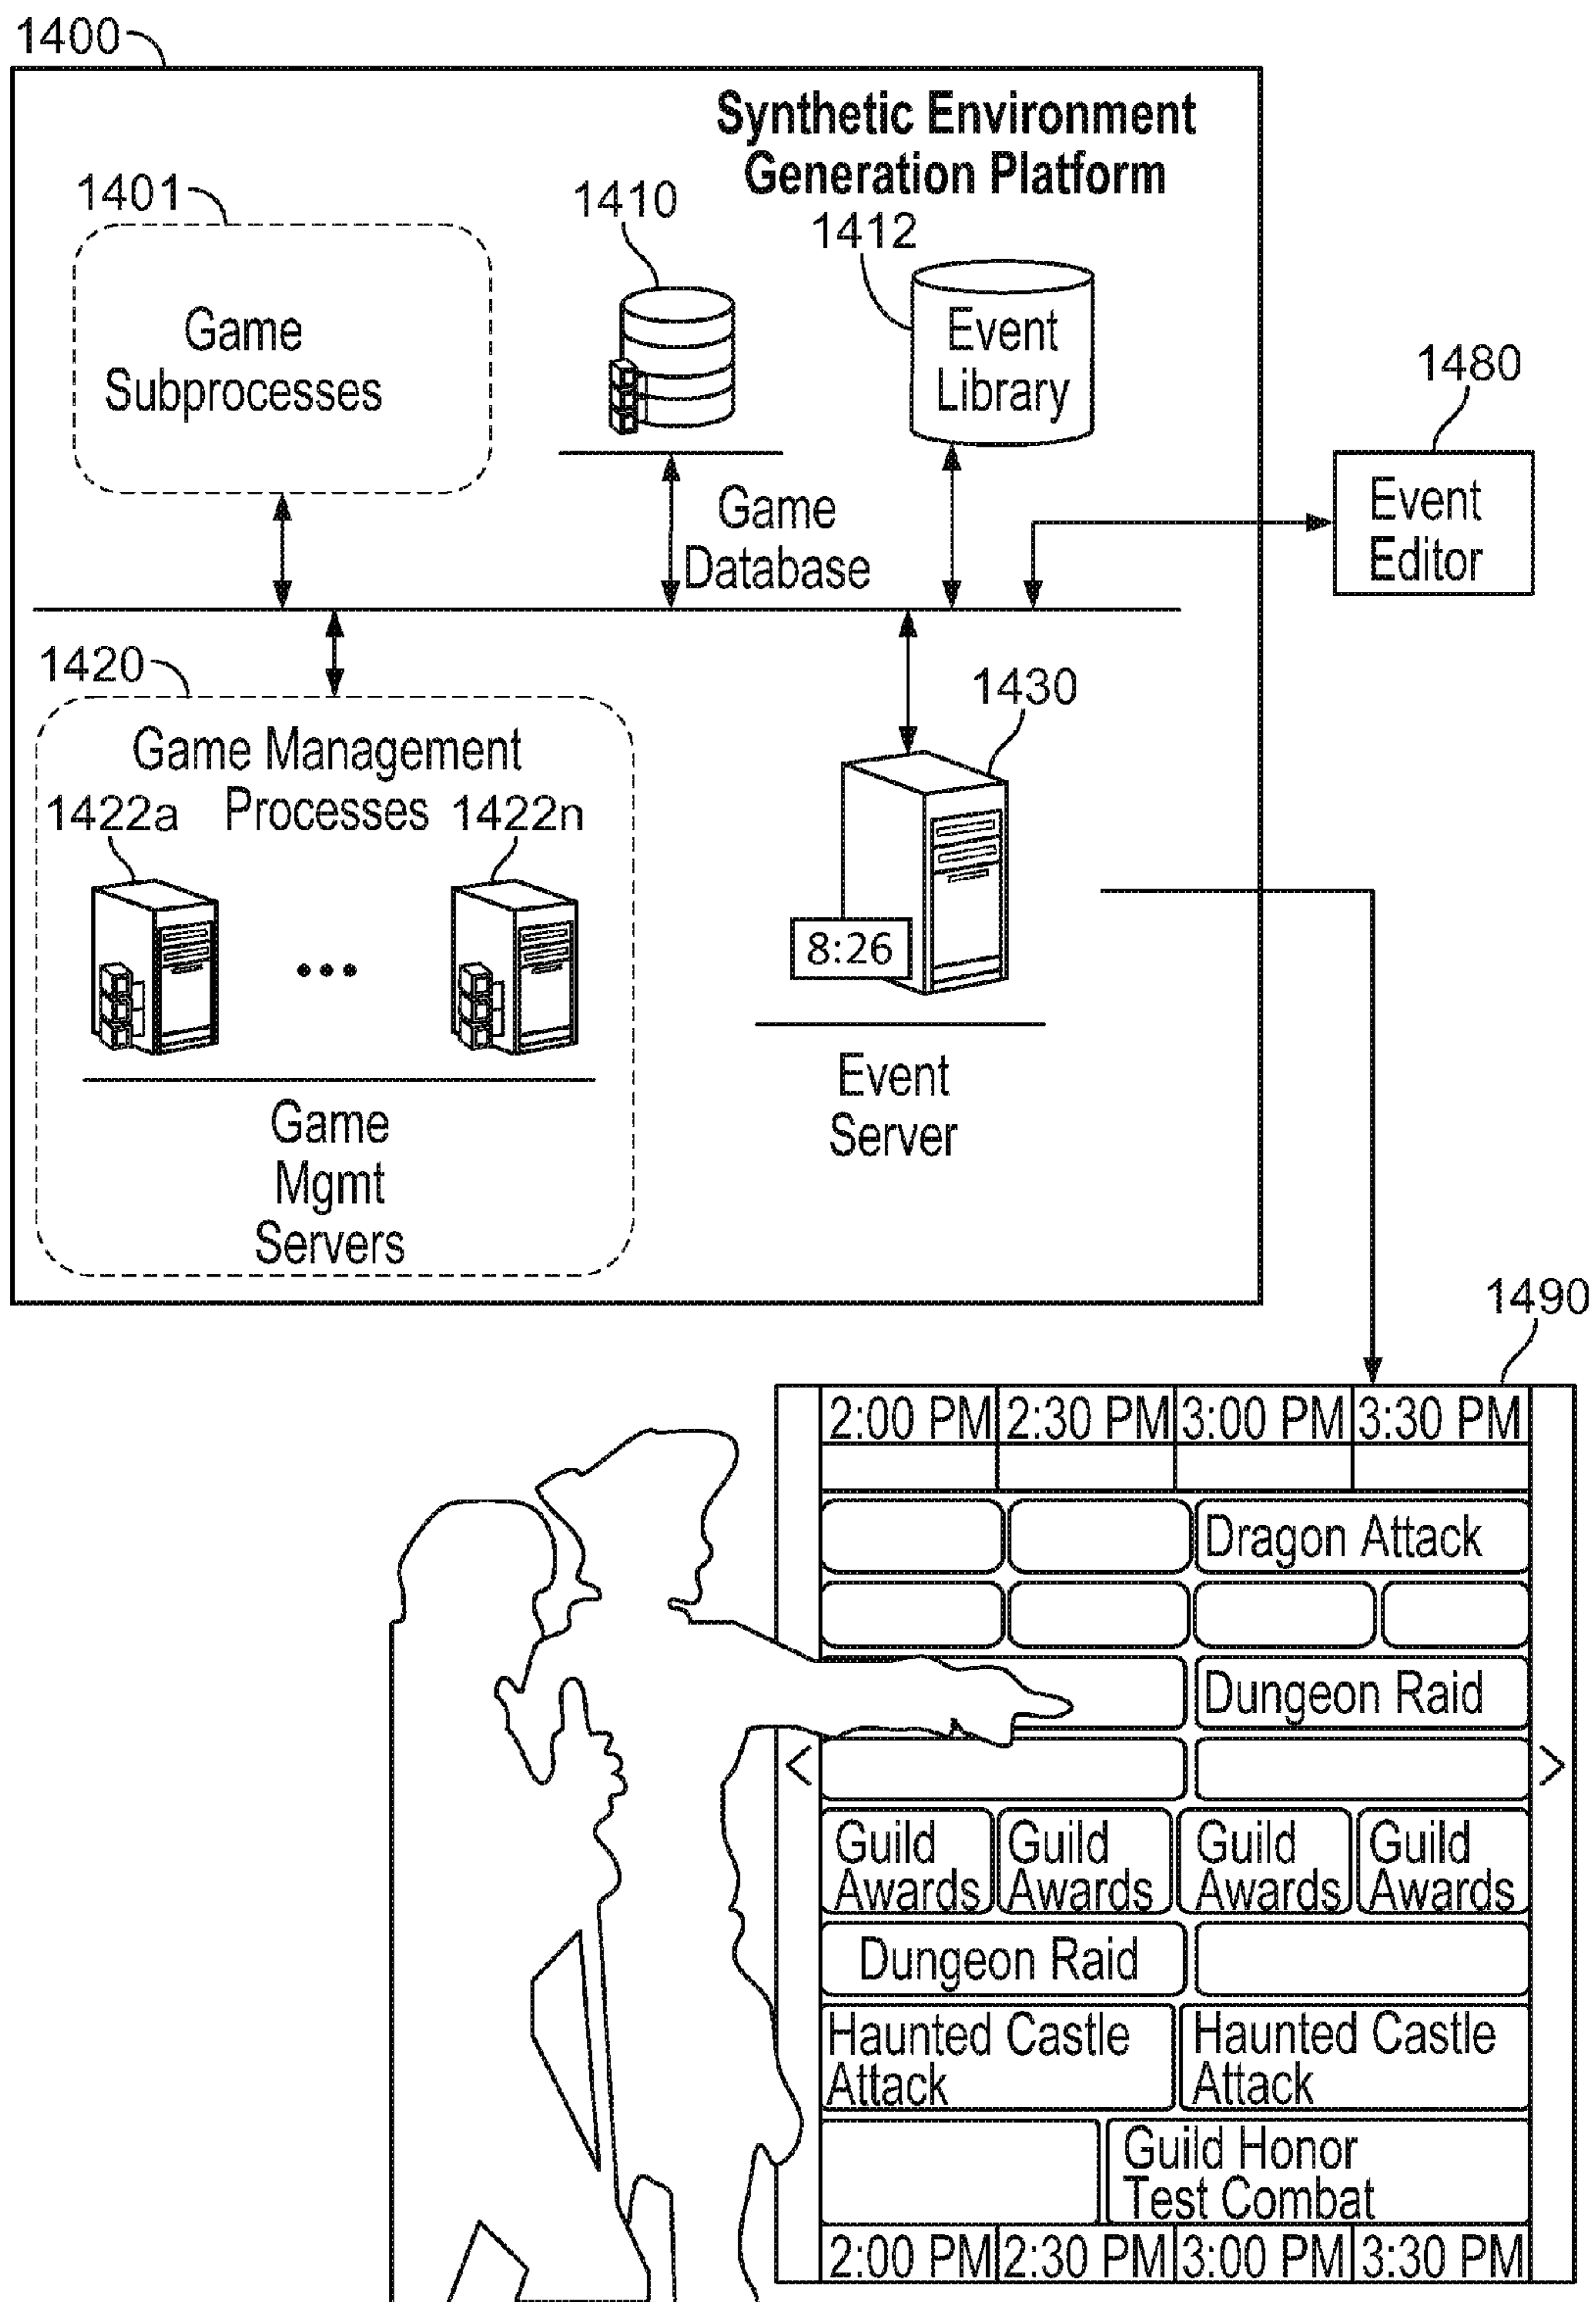 1400
Synthetic Environment
Generation Platform
1401
1410
1412
Game
Subprocesses
Event
Library
1480
Event
Editor
Game
Database
1420
1430
Game Management
Processes
1422a
1422n
8:26
Game
Mgmt
Servers
Event
Server
1490
2:00 PM 2:30 PM 3:00 PM 3:30 PM
Dragon Attack
Dungeon Raid
< >
Guild Guild Guild Guild
Awards Awards Awards Awards
Dungeon Raid
Haunted Castle Haunted Castle
Attack Attack
Guild Honor
Test Combat
2:00 PM 2:30 PM 3:00 PM 3:30 PM